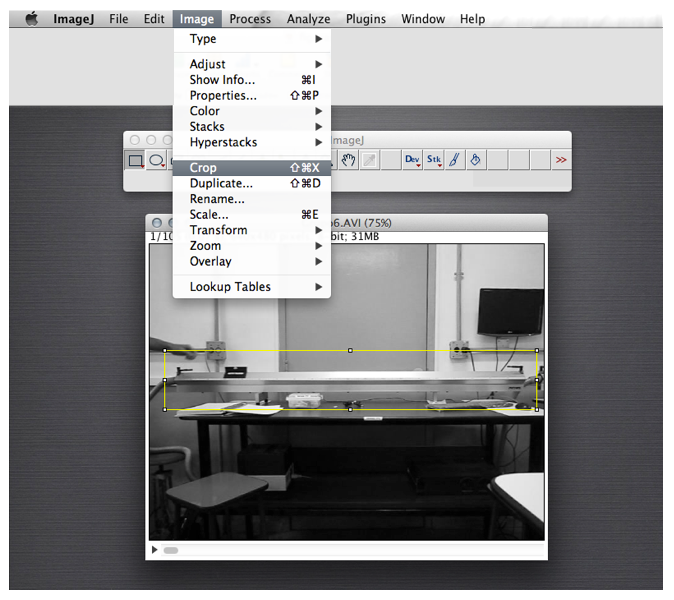 ImageJ File Edit Image Process Analyze Plugins Window Help
Type
Adjust
Show Info... ⌘I
Properties... ⇧⌘P
Color
Stacks
Hyperstacks
ImageJ
Dev Stk >>
Crop ⇧⌘X
Duplicate... ⇧⌘D
Rename...
Scale... ⌘E
Transform
6.AVI (75%)
1/10 bit; 31MB
Zoom
Overlay
Lookup Tables